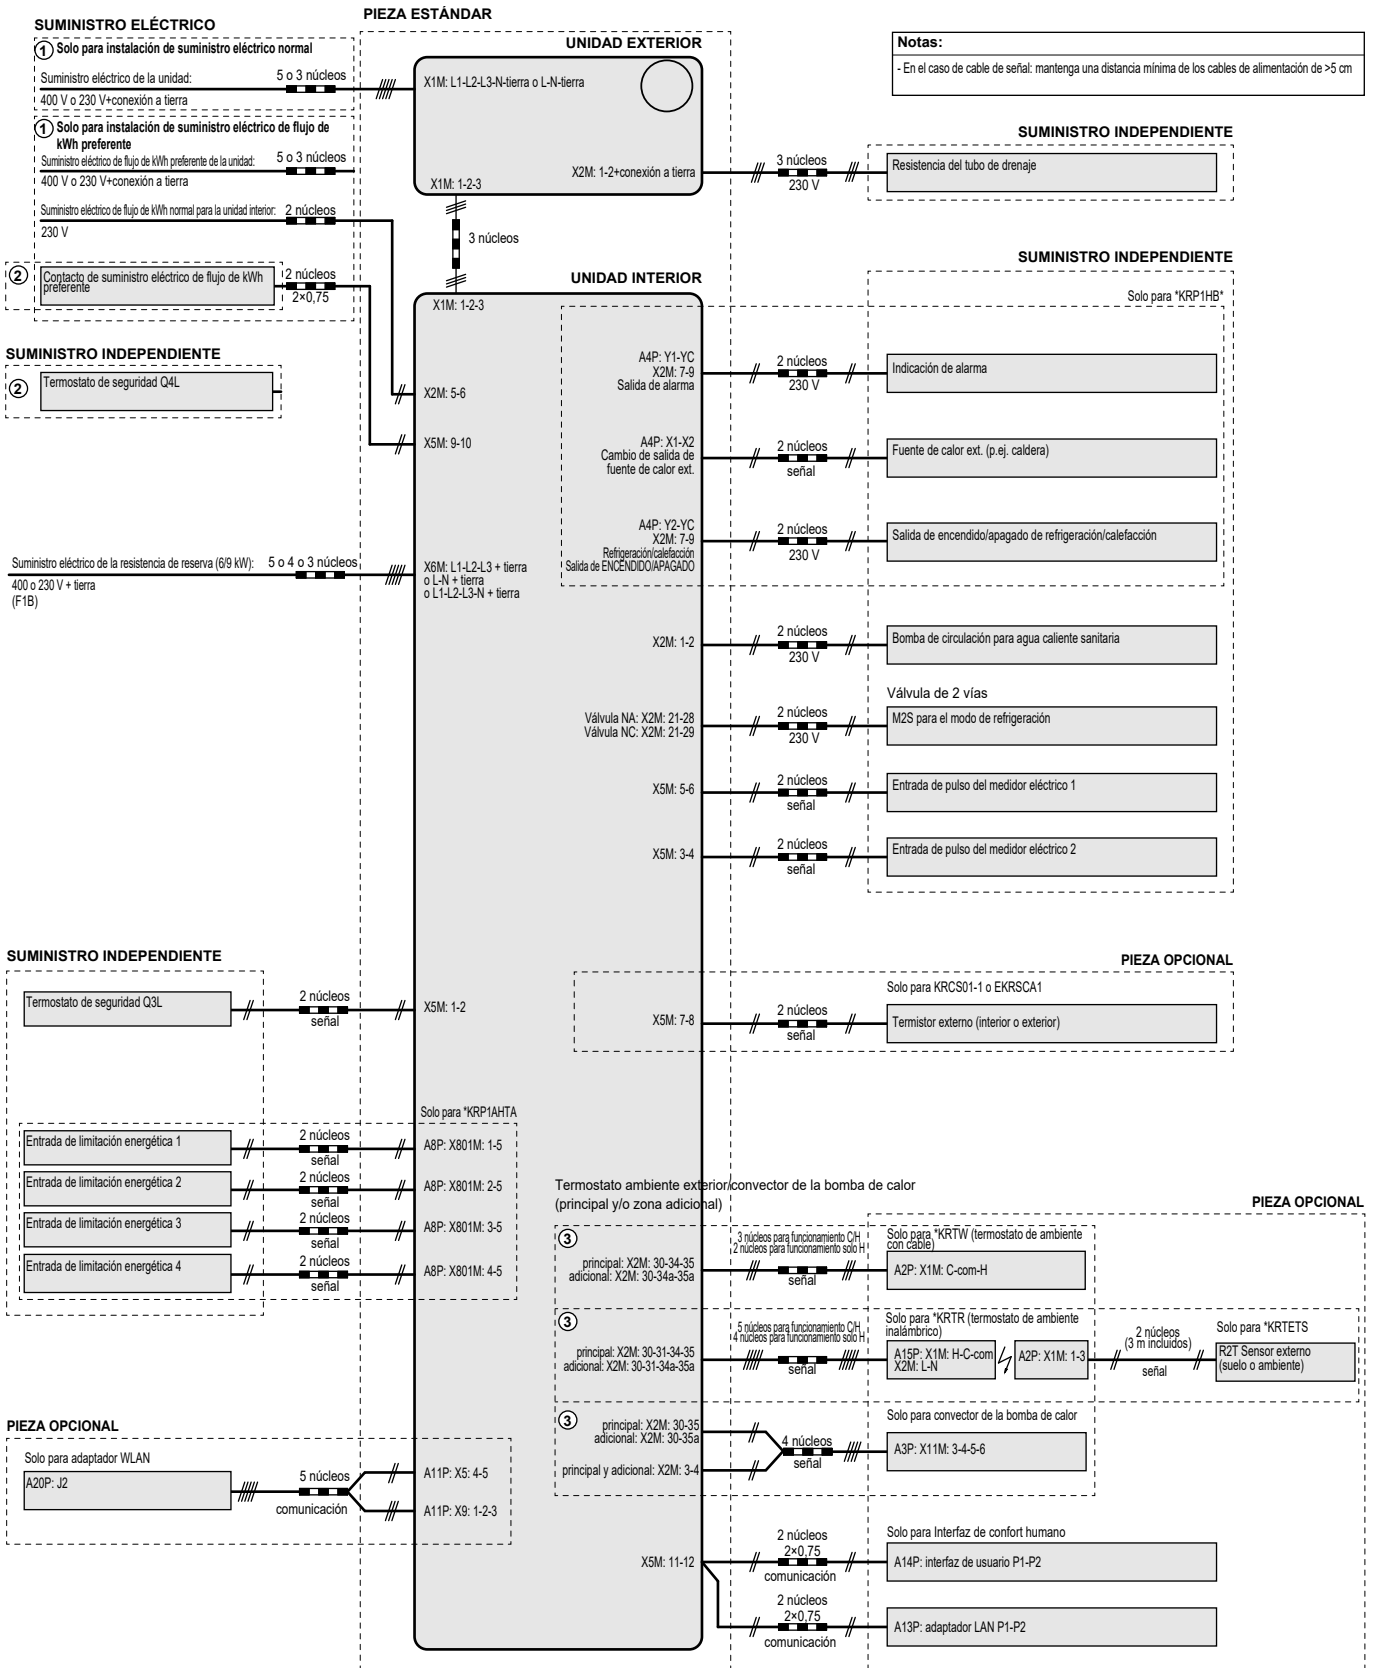 SUMINISTRO ELÉCTRICO
1 Solo para instalación de suministro eléctrico normal
Suministro eléctrico de la unidad:
5 o 3 núcleos
400 V o 230 V+conexión a tierra
1 Solo para instalación de suministro eléctrico de flujo de
kWh preferente
Suministro eléctrico de flujo de kWh preferente de la unidad:
5 o 3 núcleos
400 V o 230 V+conexión a tierra
Suministro eléctrico de flujo de kWh normal para la unidad interior:
2 núcleos
230 V
2
Contacto de suministro eléctrico de flujo de kWh
preferente
2 núcleos
2×0,75
SUMINISTRO INDEPENDIENTE
2
Termostato de seguridad Q4L
Suministro eléctrico de la resistencia de reserva (6/9 kW):
5 o 4 o 3 núcleos
400 o 230 V + tierra
(F1B)
PIEZA ESTÁNDAR
UNIDAD EXTERIOR
X1M: L1-L2-L3-N-tierra o L-N-tierra
X2M: 1-2+conexión a tierra
X1M: 1-2-3
3 núcleos
UNIDAD INTERIOR
X1M: 1-2-3
X2M: 5-6
X5M: 9-10
X6M: L1-L2-L3 + tierra
o L-N + tierra
o L1-L2-L3-N + tierra
Notas:
- En el caso de cable de señal: mantenga una distancia mínima de los cables de alimentación de >5 cm
SUMINISTRO INDEPENDIENTE
3 núcleos
230 V
Resistencia del tubo de drenaje
SUMINISTRO INDEPENDIENTE
Solo para *KRP1HB*
A4P: Y1-YC
X2M: 7-9
Salida de alarma
2 núcleos
230 V
Indicación de alarma
A4P: X1-X2
Cambio de salida de
fuente de calor ext.
2 núcleos
señal
Fuente de calor ext. (p.ej. caldera)
A4P: Y2-YC
X2M: 7-9
Refrigeración/calefacción
Salida de ENCENDIDO/APAGADO
2 núcleos
230 V
Salida de encendido/apagado de refrigeración/calefacción
X2M: 1-2
2 núcleos
230 V
Bomba de circulación para agua caliente sanitaria
Válvula de 2 vías
Válvula NA: X2M: 21-28
Válvula NC: X2M: 21-29
2 núcleos
230 V
M2S para el modo de refrigeración
X5M: 5-6
2 núcleos
señal
Entrada de pulso del medidor eléctrico 1
X5M: 3-4
2 núcleos
señal
Entrada de pulso del medidor eléctrico 2
SUMINISTRO INDEPENDIENTE
Termostato de seguridad Q3L
2 núcleos
señal
X5M: 1-2
PIEZA OPCIONAL
Solo para KRCS01-1 o EKRSCA1
X5M: 7-8
2 núcleos
señal
Termistor externo (interior o exterior)
Solo para *KRP1AHTA
Entrada de limitación energética 1
2 núcleos
señal
A8P: X801M: 1-5
Entrada de limitación energética 2
2 núcleos
señal
A8P: X801M: 2-5
Entrada de limitación energética 3
2 núcleos
señal
A8P: X801M: 3-5
Entrada de limitación energética 4
2 núcleos
señal
A8P: X801M: 4-5
Termostato ambiente exterior/convector de la bomba de calor
(principal y/o zona adicional)
PIEZA OPCIONAL
3
principal: X2M: 30-34-35
adicional: X2M: 30-34a-35a
3 núcleos para funcionamiento C/H
2 núcleos para funcionamiento solo H
señal
Solo para *KRTW (termostato de ambiente
con cable)
A2P: X1M: C-com-H
3
principal: X2M: 30-31-34-35
adicional: X2M: 30-31-34a-35a
5 núcleos para funcionamiento C/H
4 núcleos para funcionamiento solo H
señal
Solo para *KRTR (termostato de ambiente
inalámbrico)
A15P: X1M: H-C-com
X2M: L-N
A2P: X1M: 1-3
2 núcleos
(3 m incluidos)
señal
Solo para *KRTETS
R2T Sensor externo
(suelo o ambiente)
3
principal: X2M: 30-35
adicional: X2M: 30-35a
principal y adicional: X2M: 3-4
4 núcleos
señal
Solo para convector de la bomba de calor
A3P: X11M: 3-4-5-6
PIEZA OPCIONAL
Solo para adaptador WLAN
A20P: J2
5 núcleos
comunicación
A11P: X5: 4-5
A11P: X9: 1-2-3
X5M: 11-12
2 núcleos
2×0,75
comunicación
Solo para Interfaz de confort humano
A14P: interfaz de usuario P1-P2
2 núcleos
2×0,75
comunicación
A13P: adaptador LAN P1-P2